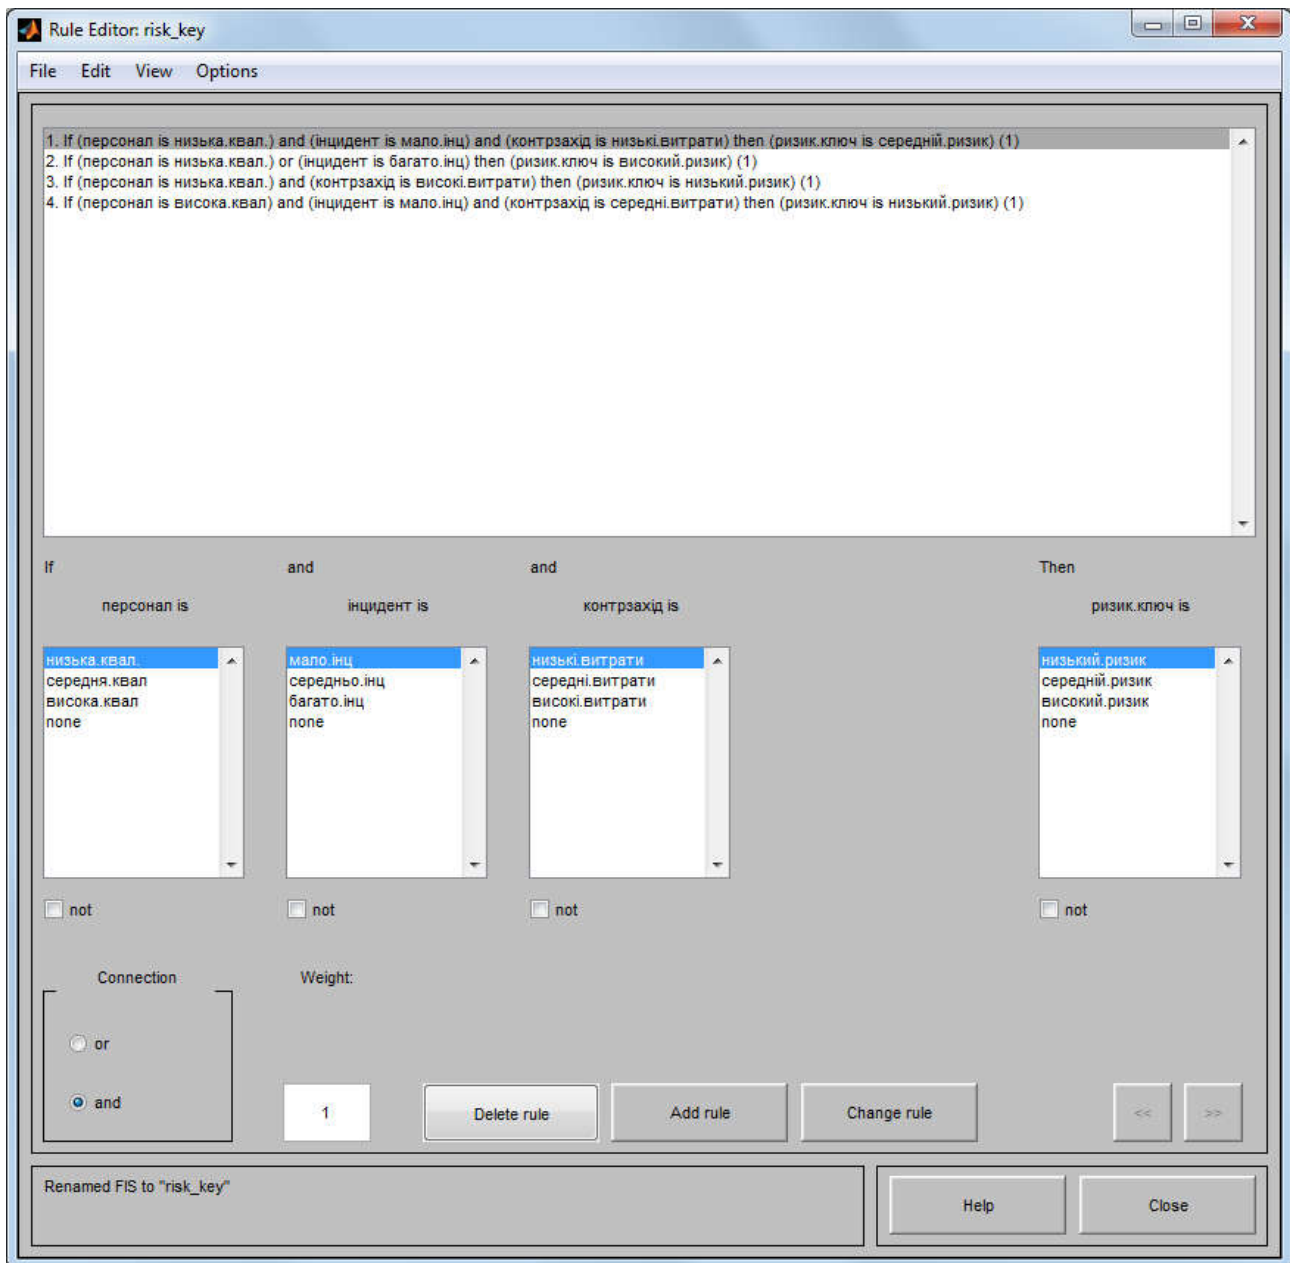 Rule Editor: risk_key
File Edit View Options
1. If (персонал is низька.квал.) and (інцидент is мало.інц) and (контрзахід is низькі.витрати) then (ризик.ключ is середній.ризик) (1)
2. If (персонал is низька.квал.) or (інцидент is багато.інц) then (ризик.ключ is високий.ризик) (1)
3. If (персонал is низька.квал.) and (контрзахід is високі.витрати) then (ризик.ключ is низький.ризик) (1)
4. If (персонал is висока.квал) and (інцидент is мало.інц) and (контрзахід is середні.витрати) then (ризик.ключ is низький.ризик) (1)
If and and Then
персонал is інцидент is контрзахід is ризик.ключ is
низька.квал. мало.інц низькі.витрати низький.ризик
середня.квал середньо.інц середні.витрати середній.ризик
висока.квал багато.інц високі.витрати високий.ризик
none none none none
not not not not
Connection Weight:
or
and 1 Delete rule Add rule Change rule << >>
Renamed FIS to "risk_key"
Help Close